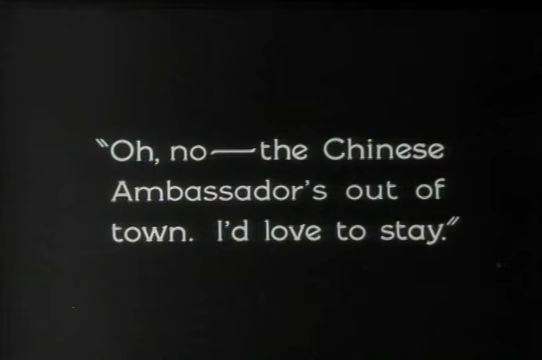 "Oh, no—the Chinese
Ambassador's out of
town. I'd love to stay."